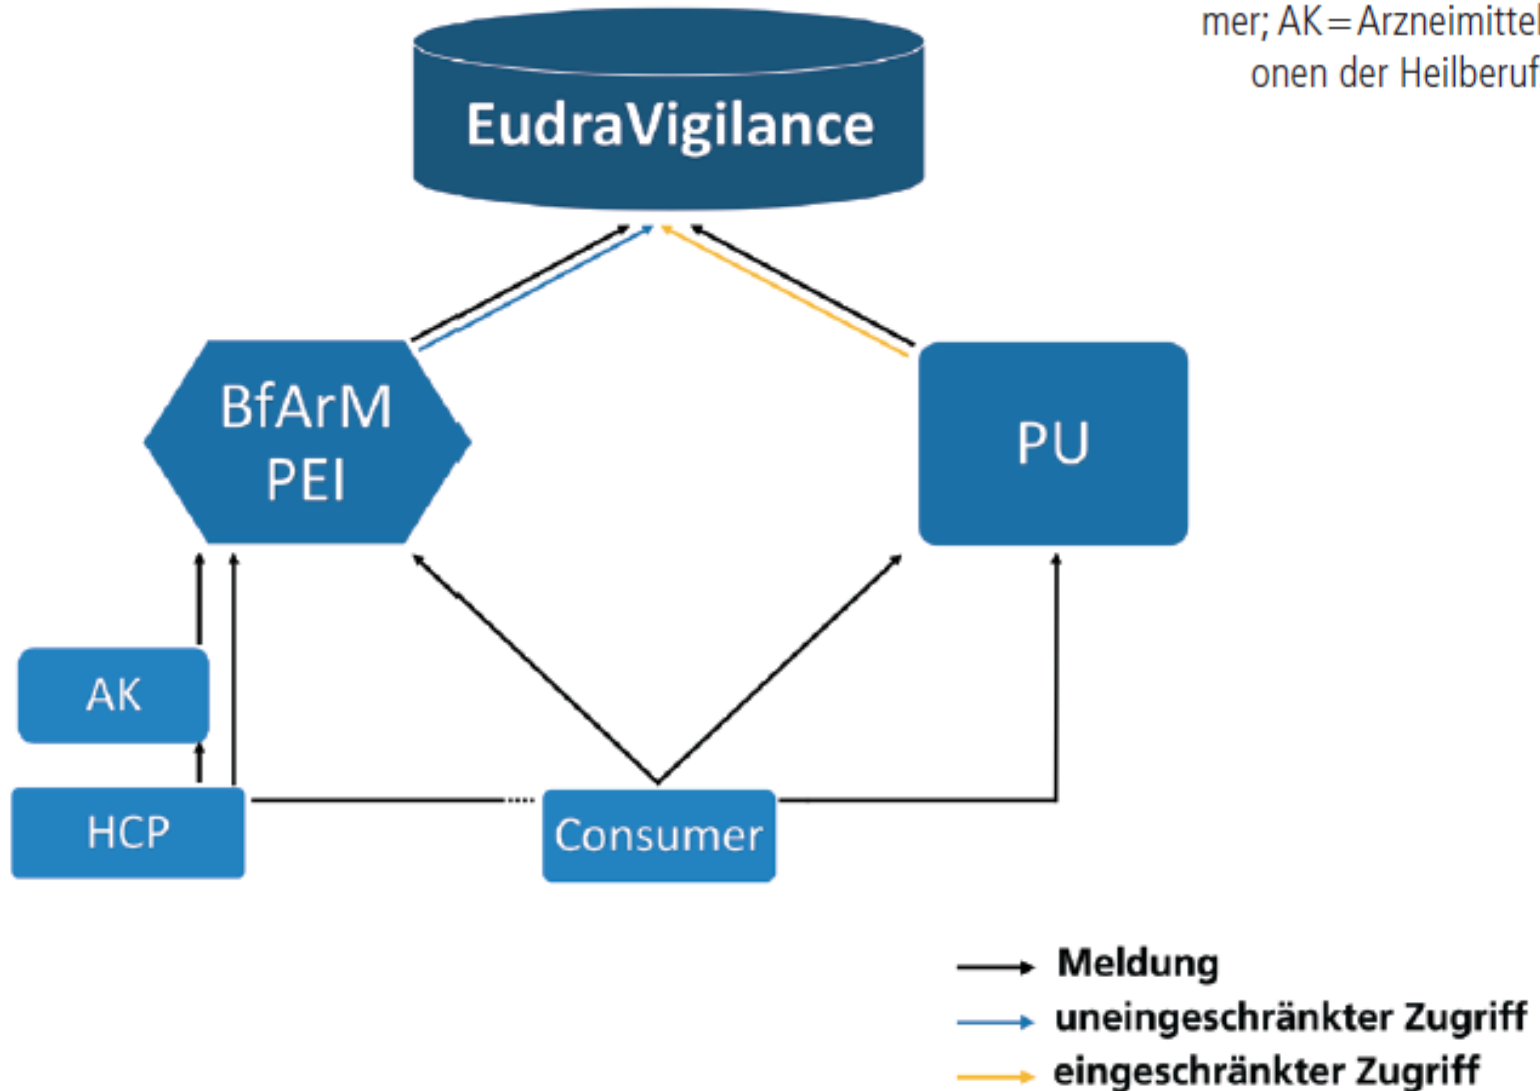 mer; AK=Arzneimittel
onen der Heilberuf
EudraVigilance
BfArM
PEI
PU
AK
HCP
Consumer
Meldung
uneingeschränkter Zugriff
eingeschränkter Zugriff